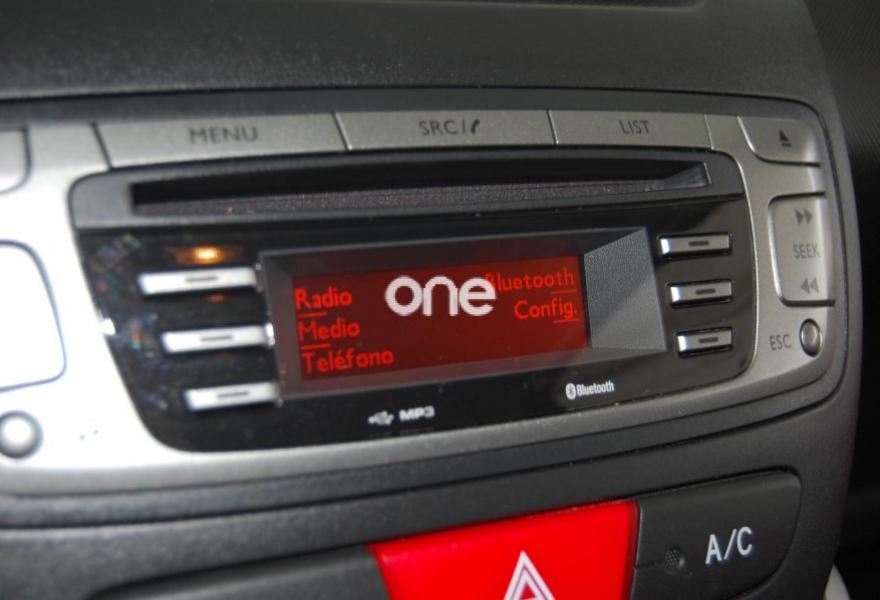 MENU
SRC/
LIST
SEEK
Radio
Bluetooth
one
Medio
Config.
Teléfono
ESC
MP3
Bluetooth
A/C